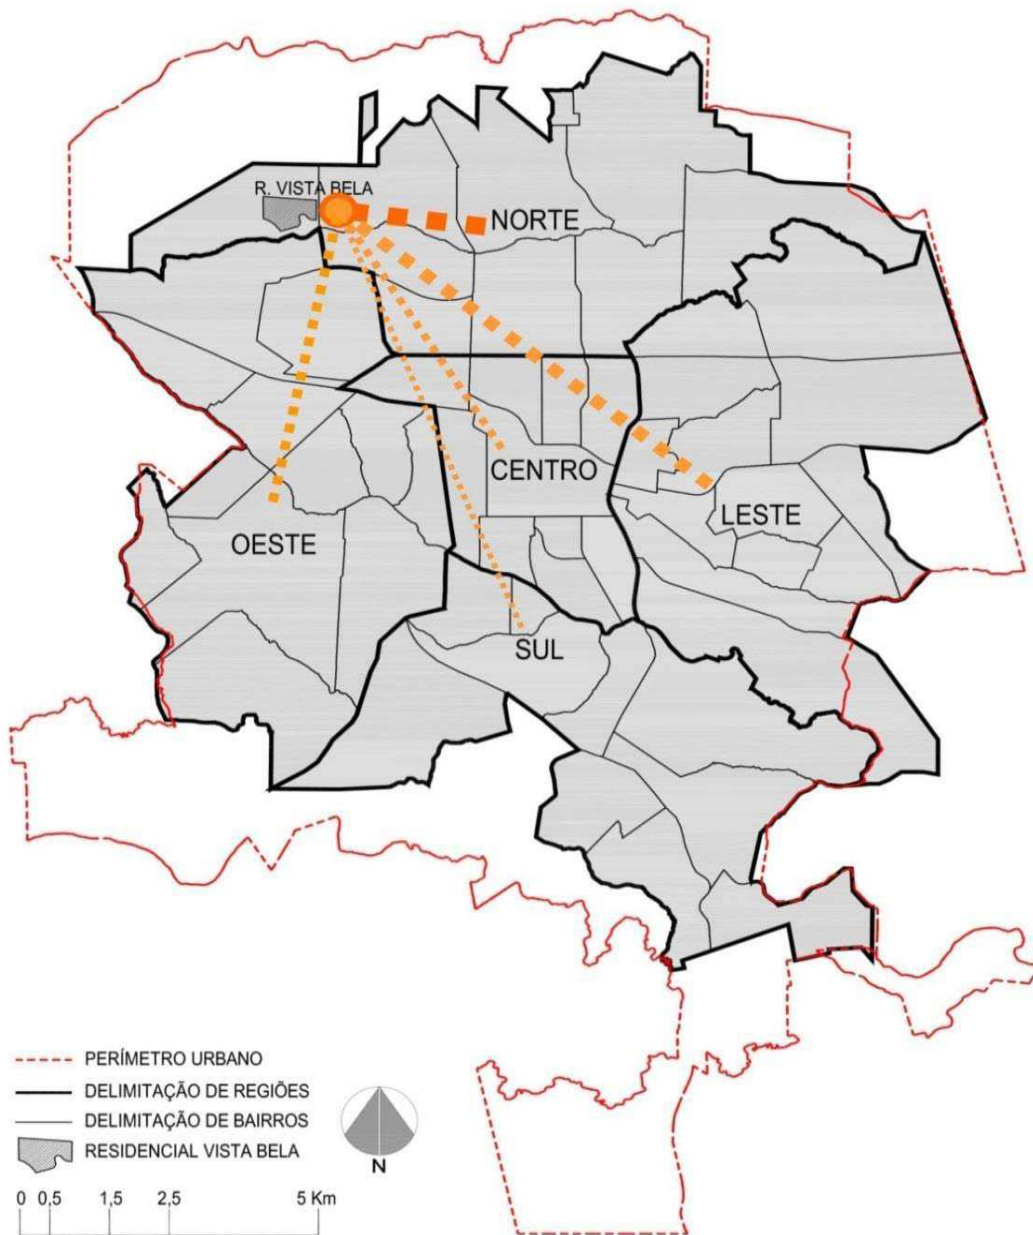 R. VISTA BELA
NORTE
CENTRO
LESTE
OESTE
SUL
PERÍMETRO URBANO
DELIMITAÇÃO DE REGIÕES
DELIMITAÇÃO DE BAIRROS
RESIDENCIAL VISTA BELA
N
0 0,5 1,5 2,5 5 Km